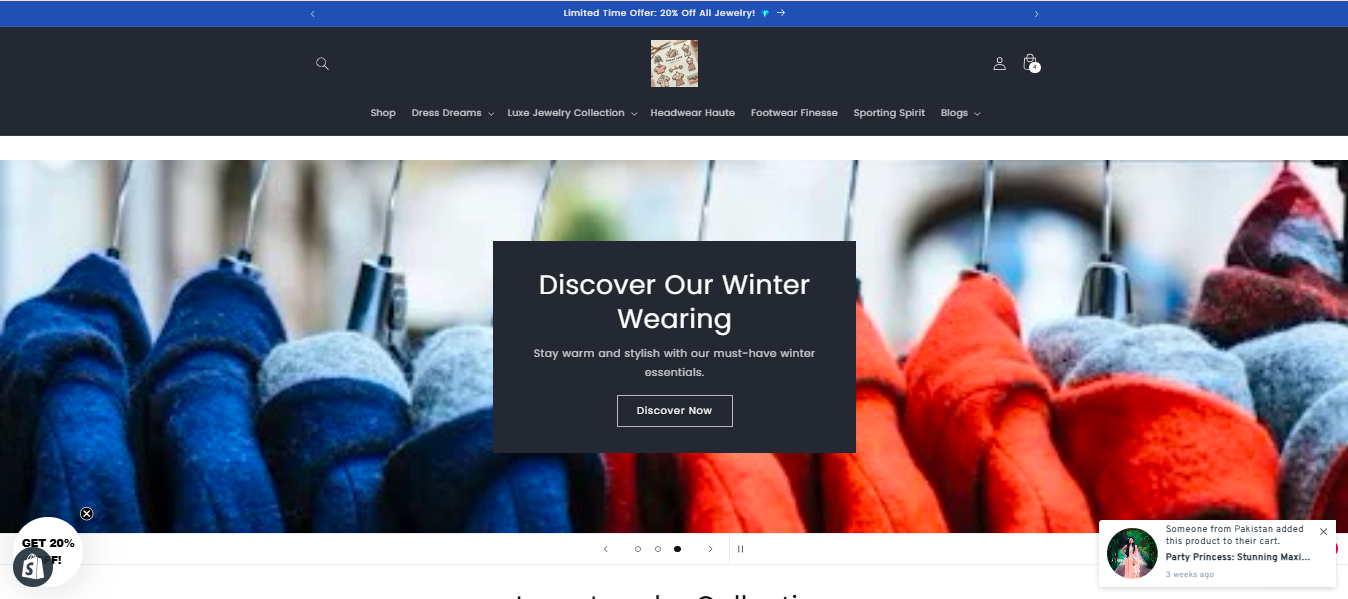 Limited Time Offer: 20% Off All Jewelry!
4
Shop Dress Dreams Luxe Jewelry Collection Headwear Haute Footwear Finesse Sporting Spirit Blogs
Discover Our Winter
Wearing
Stay warm and stylish with our must-have winter
essentials.
Discover Now
GET 20%
Someone from Pakistan added
this product to their cart.
Party Princess: Stunning Maxi...
3 weeks ago